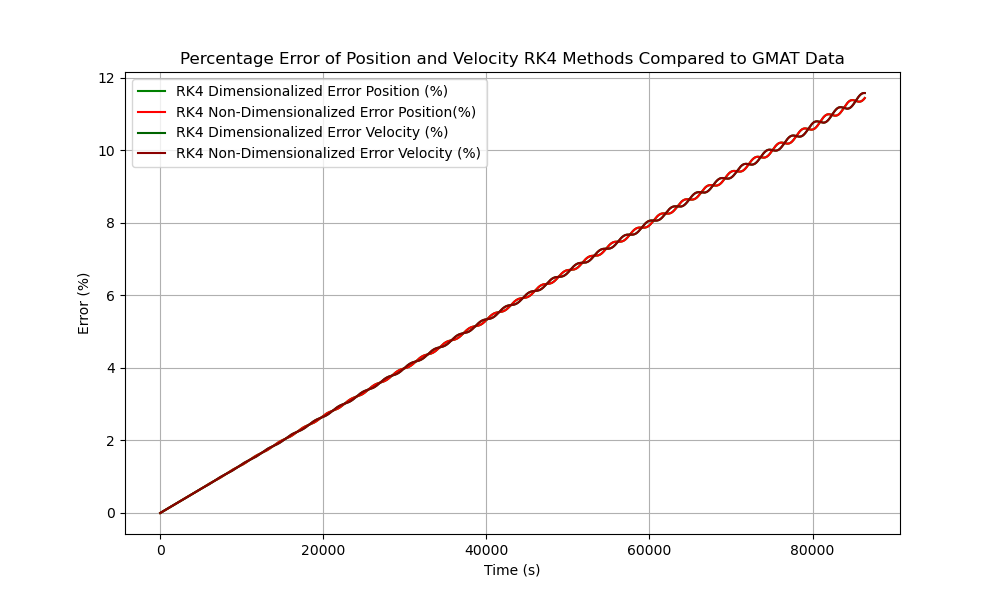 Percentage Error of Position and Velocity RK4 Methods Compared to GMAT Data
12
10
8
6
4
2
0
Error (%)
RK4 Dimensionalized Error Position (%)
RK4 Non-Dimensionalized Error Position(%)
RK4 Dimensionalized Error Velocity (%)
RK4 Non-Dimensionalized Error Velocity (%)
0 20000 40000 60000 80000
Time (s)